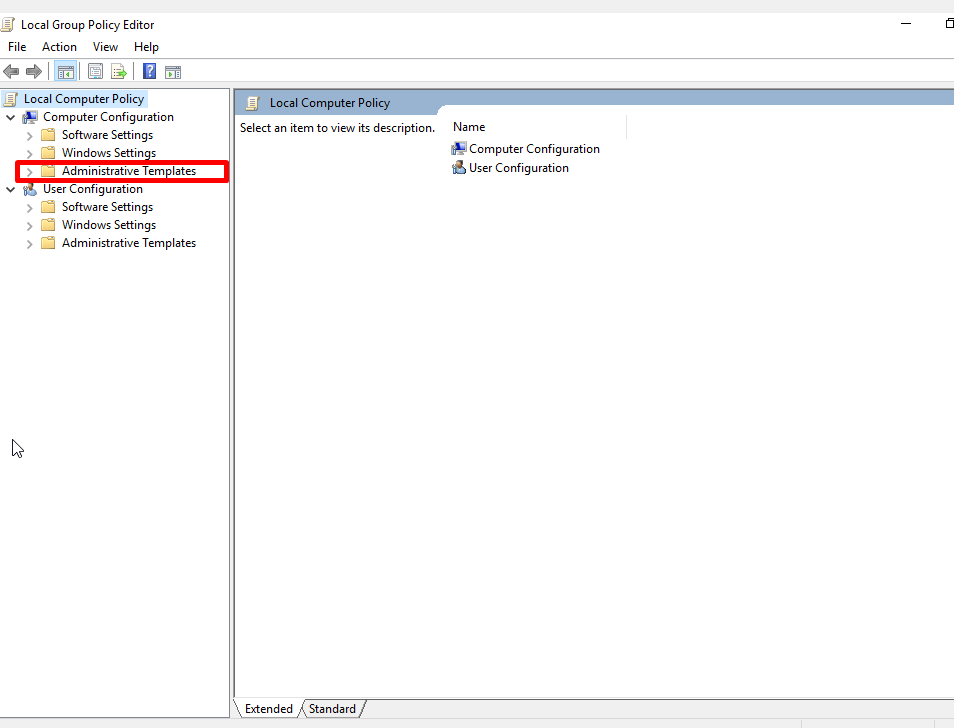 Local Group Policy Editor
File Action View Help
Local Computer Policy
Computer Configuration
Software Settings
Windows Settings
Administrative Templates
User Configuration
Software Settings
Windows Settings
Administrative Templates
Local Computer Policy
Select an item to view its description.
Name
Computer Configuration
User Configuration
Extended Standard